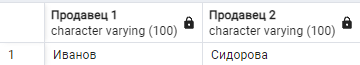 Продавец 1 Продавец 2
character varying (100) character varying (100)
1 Иванов Сидорова